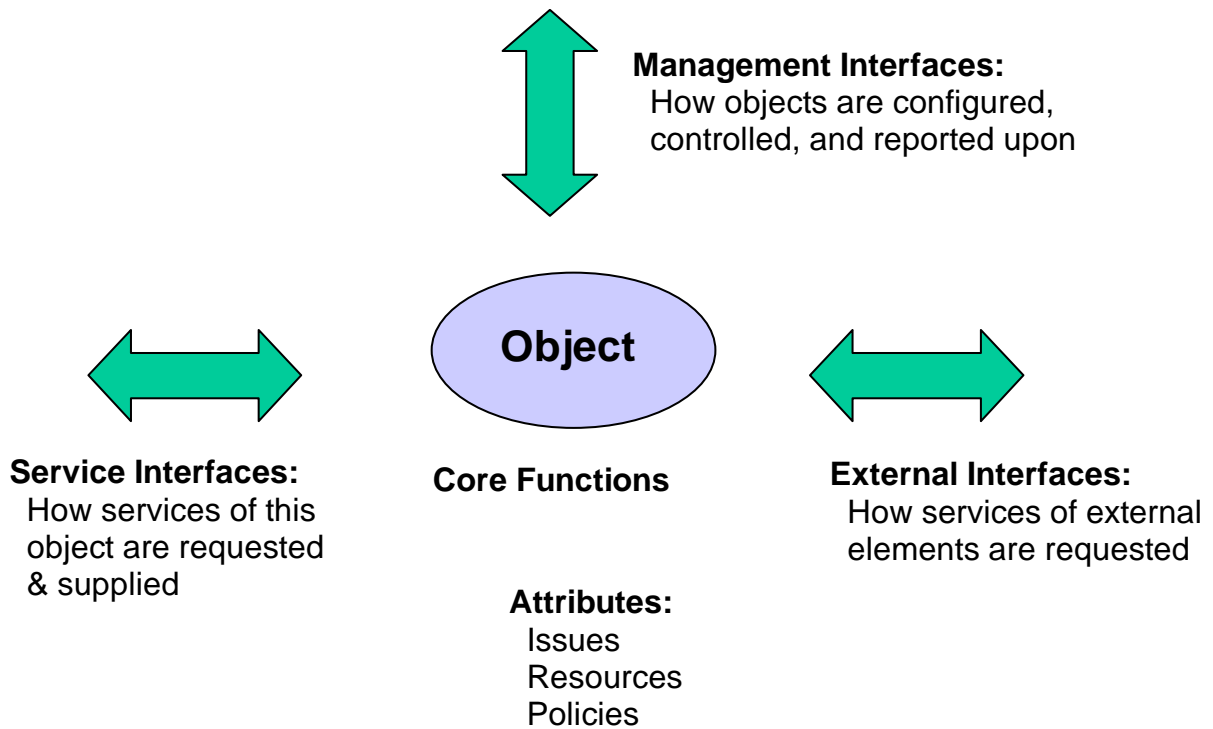 Management Interfaces:
How objects are configured,
controlled, and reported upon
Object
Service Interfaces:
How services of this
object are requested
& supplied
Core Functions
External Interfaces:
How services of external
elements are requested
Attributes:
Issues
Resources
Policies